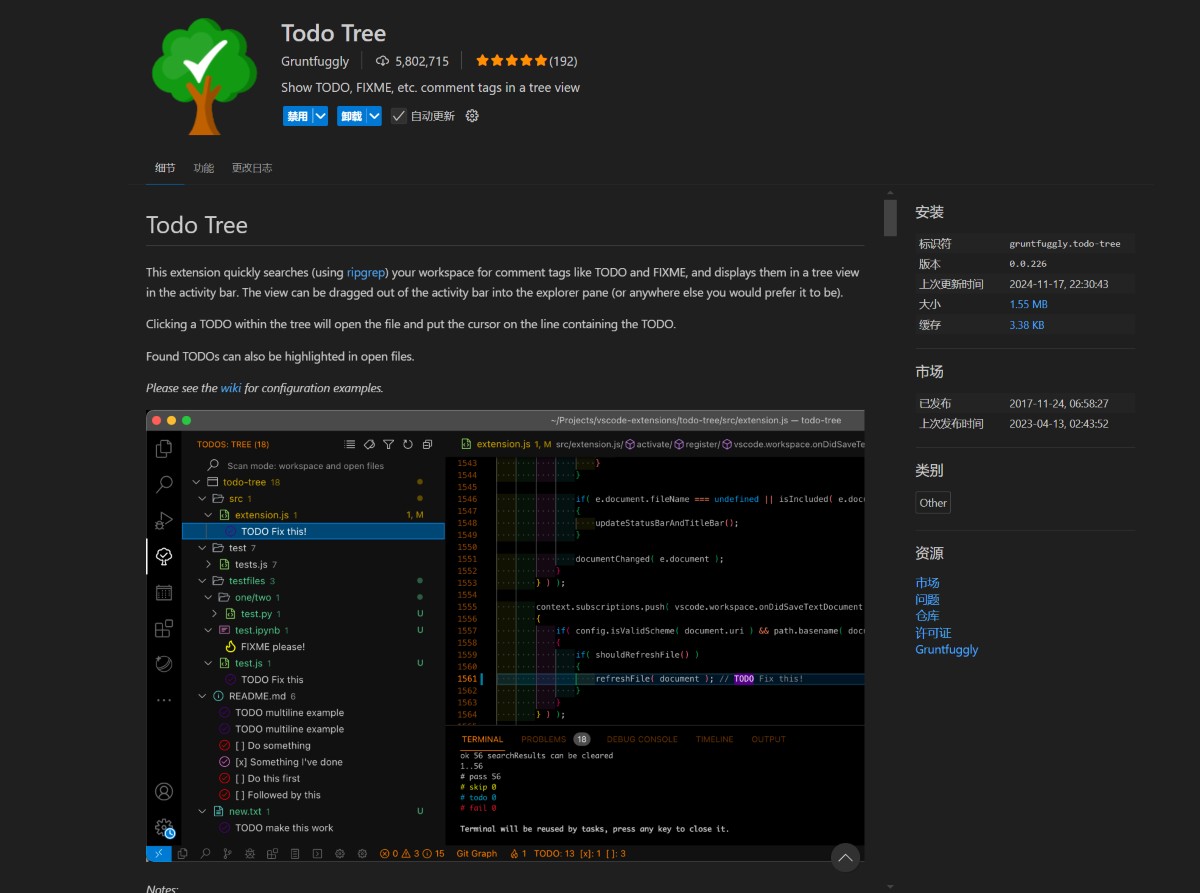 Todo Tree
Gruntfuggly 5,802,715 (192)
Show TODO, FIXME, etc. comment tags in a tree view
禁用 卸载 自动更新
细节 功能 更改日志
Todo Tree
This extension quickly searches (using ripgrep) your workspace for comment tags like TODO and FIXME, and displays them in a tree view
in the activity bar. The view can be dragged out of the activity bar into the explorer pane (or anywhere else you would prefer it to be).
Clicking a TODO within the tree will open the file and put the cursor on the line containing the TODO.
Found TODOs can also be highlighted in open files.
Please see the wiki for configuration examples.
~/Projects/vscode-extensions/todo-tree/src/extension.js — todo-tree
TODOS: TREE (18)
Scan mode: workspace and open files
todo-tree 18
src 1
extension.js 1 1, M
TODO Fix this!
test 7
tests.js 7
testfiles 3
one/two 1
test.py 1 U
test.ipynb 1 U
FIXME please!
test.js 1 U
TODO Fix this
README.md 6
TODO multiline example
TODO multiline example
[ ] Do something
[x] Something I've done
[ ] Do this first
[ ] Followed by this
new.txt 1 U
TODO make this work
extension.js 1, M src/extension.js/ activate/ register/ vscode.workspace.onDidSaveTe
1543 }
1544 }
1545
1546 if( e.document.fileName === undefined || isIncluded( e.doc
1547 {
1548 updateStatusBarAndTitleBar();
1549 }
1550
1551 documentChanged( e.document );
1552 }
1553 } ) );
1554
1555 context.subscriptions.push( vscode.workspace.onDidSaveTextDocument
1556 {
1557 if( config.isValidScheme( document.uri ) && path.basename( doc
1558 {
1559 if( shouldRefreshFile() )
1560 {
1561 refreshFile( document ); // TODO Fix this!
1562 }
1563 }
1564 } ) );
TERMINAL PROBLEMS 18 DEBUG CONSOLE TIMELINE OUTPUT
ok 56 searchResults can be cleared
1..56
# pass 56
# skip 0
# todo 0
# fail 0
Terminal will be reused by tasks, press any key to close it.
0 3 15 Git Graph 1 TODO: 13 [x]: 1 [ ]: 3
Notes:
安装
标识符 gruntfuggly.todo-tree
版本 0.0.226
上次更新时间 2024-11-17, 22:30:43
大小 1.55 MB
缓存 3.38 KB
市场
已发布 2017-11-24, 06:58:27
上次发布时间 2023-04-13, 02:43:52
类别
Other
资源
市场
问题
仓库
许可证
Gruntfuggly